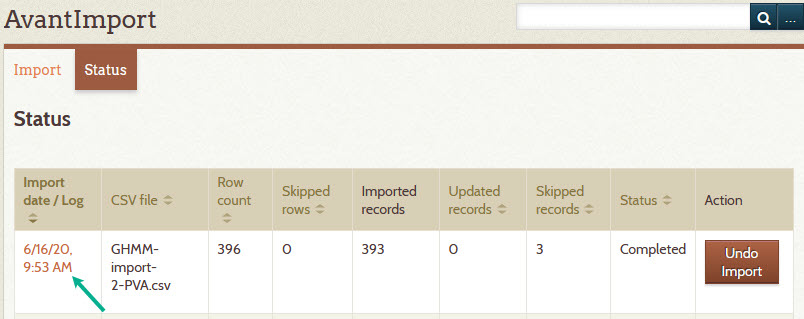 AvantImport
...
Import Status
Status
Import date / Log CSV file Row count Skipped rows Imported records Updated records Skipped records Status Action
6/16/20, 9:53 AM GHMM-import-2-PVA.csv 396 0 393 0 3 Completed Undo Import